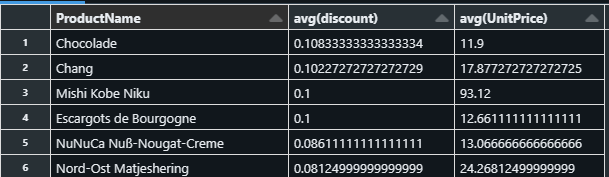 ProductName avg(discount) avg(UnitPrice)
1 Chocolade 0.10833333333333334 11.9
2 Chang 0.10227272727272729 17.877272727272725
3 Mishi Kobe Niku 0.1 93.12
4 Escargots de Bourgogne 0.1 12.661111111111111
5 NuNuCa Nuß-Nougat-Creme 0.08611111111111111 13.066666666666666
6 Nord-Ost Matjeshering 0.08124999999999999 24.26812499999999